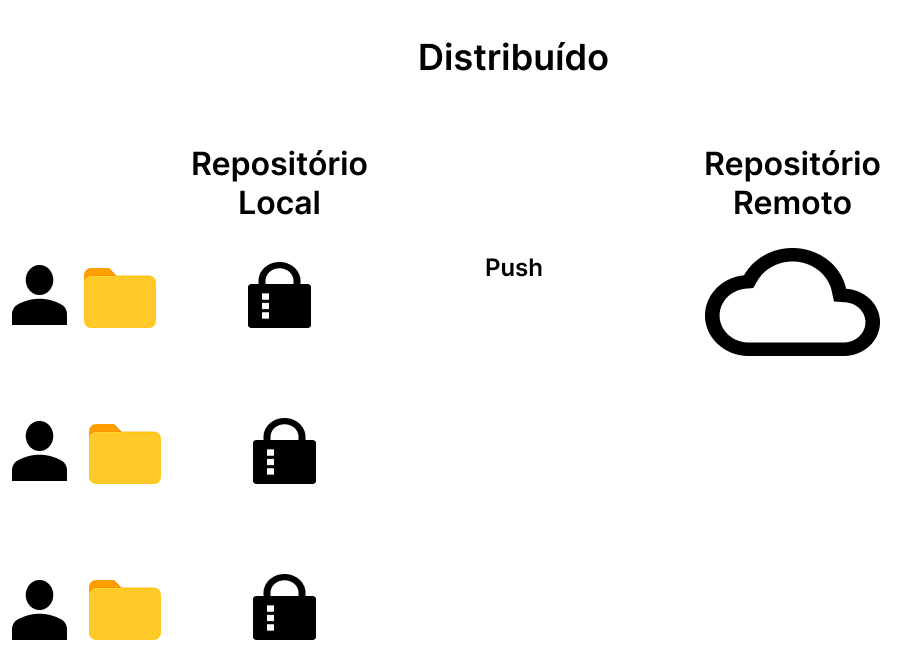 Distribuído
Repositório
Local
Repositório
Remoto
Push